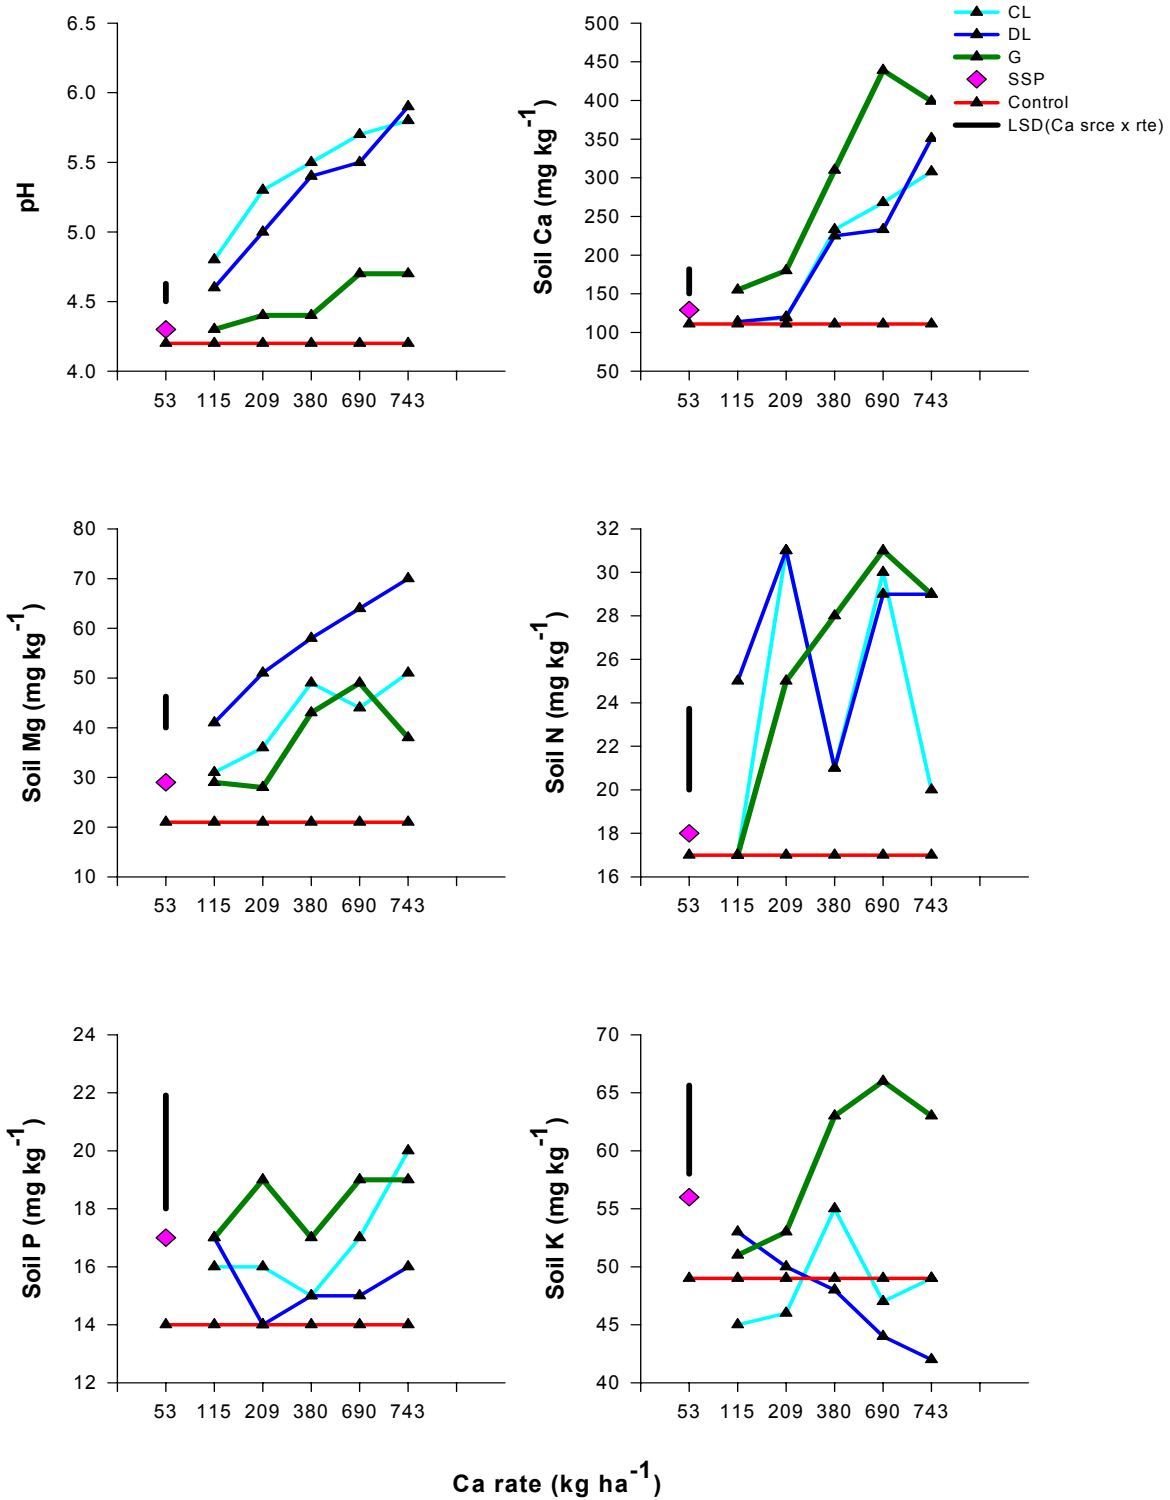 CL
DL
G
SSP
Control
LSD(Ca srce x rte)
pH
6.5
6.0
5.5
5.0
4.5
4.0
53 115 209 380 690 743
Soil Ca (mg kg-1)
500
450
400
350
300
250
200
150
100
50
53 115 209 380 690 743
Soil Mg (mg kg-1)
80
70
60
50
40
30
20
10
53 115 209 380 690 743
Soil N (mg kg-1)
32
30
28
26
24
22
20
18
16
53 115 209 380 690 743
Soil P (mg kg-1)
24
22
20
18
16
14
12
53 115 209 380 690 743
Soil K (mg kg-1)
70
65
60
55
50
45
40
53 115 209 380 690 743
Ca rate (kg ha-1)